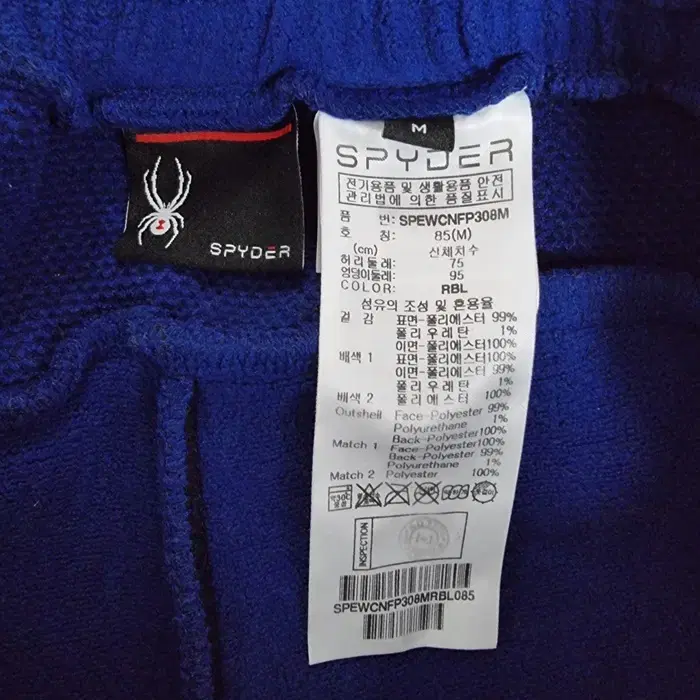 SPYDER
M
SPYDER
전기용품 및 생활용품 안전
관리법에 의한 품질표시
품 번: SPEWCNFP308M
호 칭: 85(M)
(cm) 신체치수
허리둘레: 75
엉덩이둘레: 95
COLOR: RBL
섬유의 조성 및 혼용율
겉 감 표면-폴리에스터 99%
폴리우레탄 1%
이면-폴리에스터100%
배색 1 표면-폴리에스터100%
이면-폴리에스터 99%
폴리우레탄 1%
배색 2 폴리에스터 100%
Outshell Face-Polyester 99%
Polyurethane 1%
Back-Polyester100%
Match 1 Face-Polyester100%
Back-Polyester 99%
Polyurethane 1%
Match 2 Polyester 100%
INSPECTION
SPEWCNFP308MRBL085